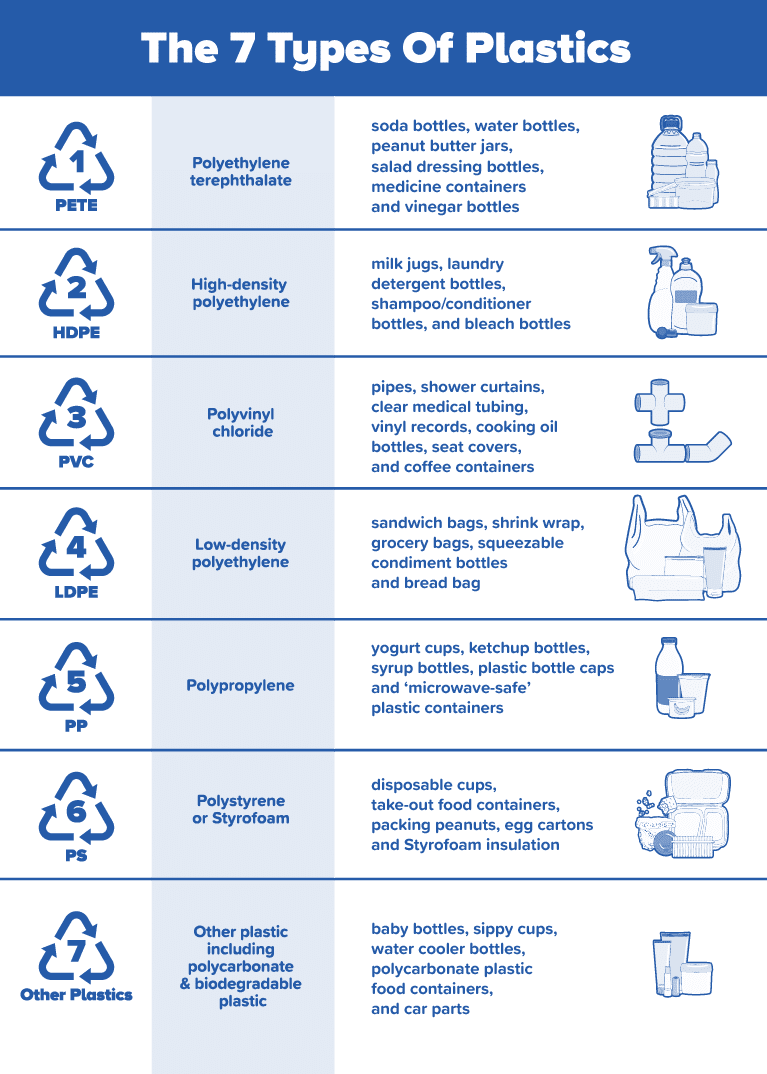 The 7 Types Of Plastics
1
PETE
Polyethylene
terephthalate
soda bottles, water bottles,
peanut butter jars,
salad dressing bottles,
medicine containers
and vinegar bottles
2
HDPE
High-density
polyethylene
milk jugs, laundry
detergent bottles,
shampoo/conditioner
bottles, and bleach bottles
3
PVC
Polyvinyl
chloride
pipes, shower curtains,
clear medical tubing,
vinyl records, cooking oil
bottles, seat covers,
and coffee containers
4
LDPE
Low-density
polyethylene
sandwich bags, shrink wrap,
grocery bags, squeezable
condiment bottles
and bread bag
5
PP
Polypropylene
yogurt cups, ketchup bottles,
syrup bottles, plastic bottle caps
and ‘microwave-safe’
plastic containers
6
PS
Polystyrene
or Styrofoam
disposable cups,
take-out food containers,
packing peanuts, egg cartons
and Styrofoam insulation
7
Other Plastics
Other plastic
including
polycarbonate
& biodegradable
plastic
baby bottles, sippy cups,
water cooler bottles,
polycarbonate plastic
food containers,
and car parts